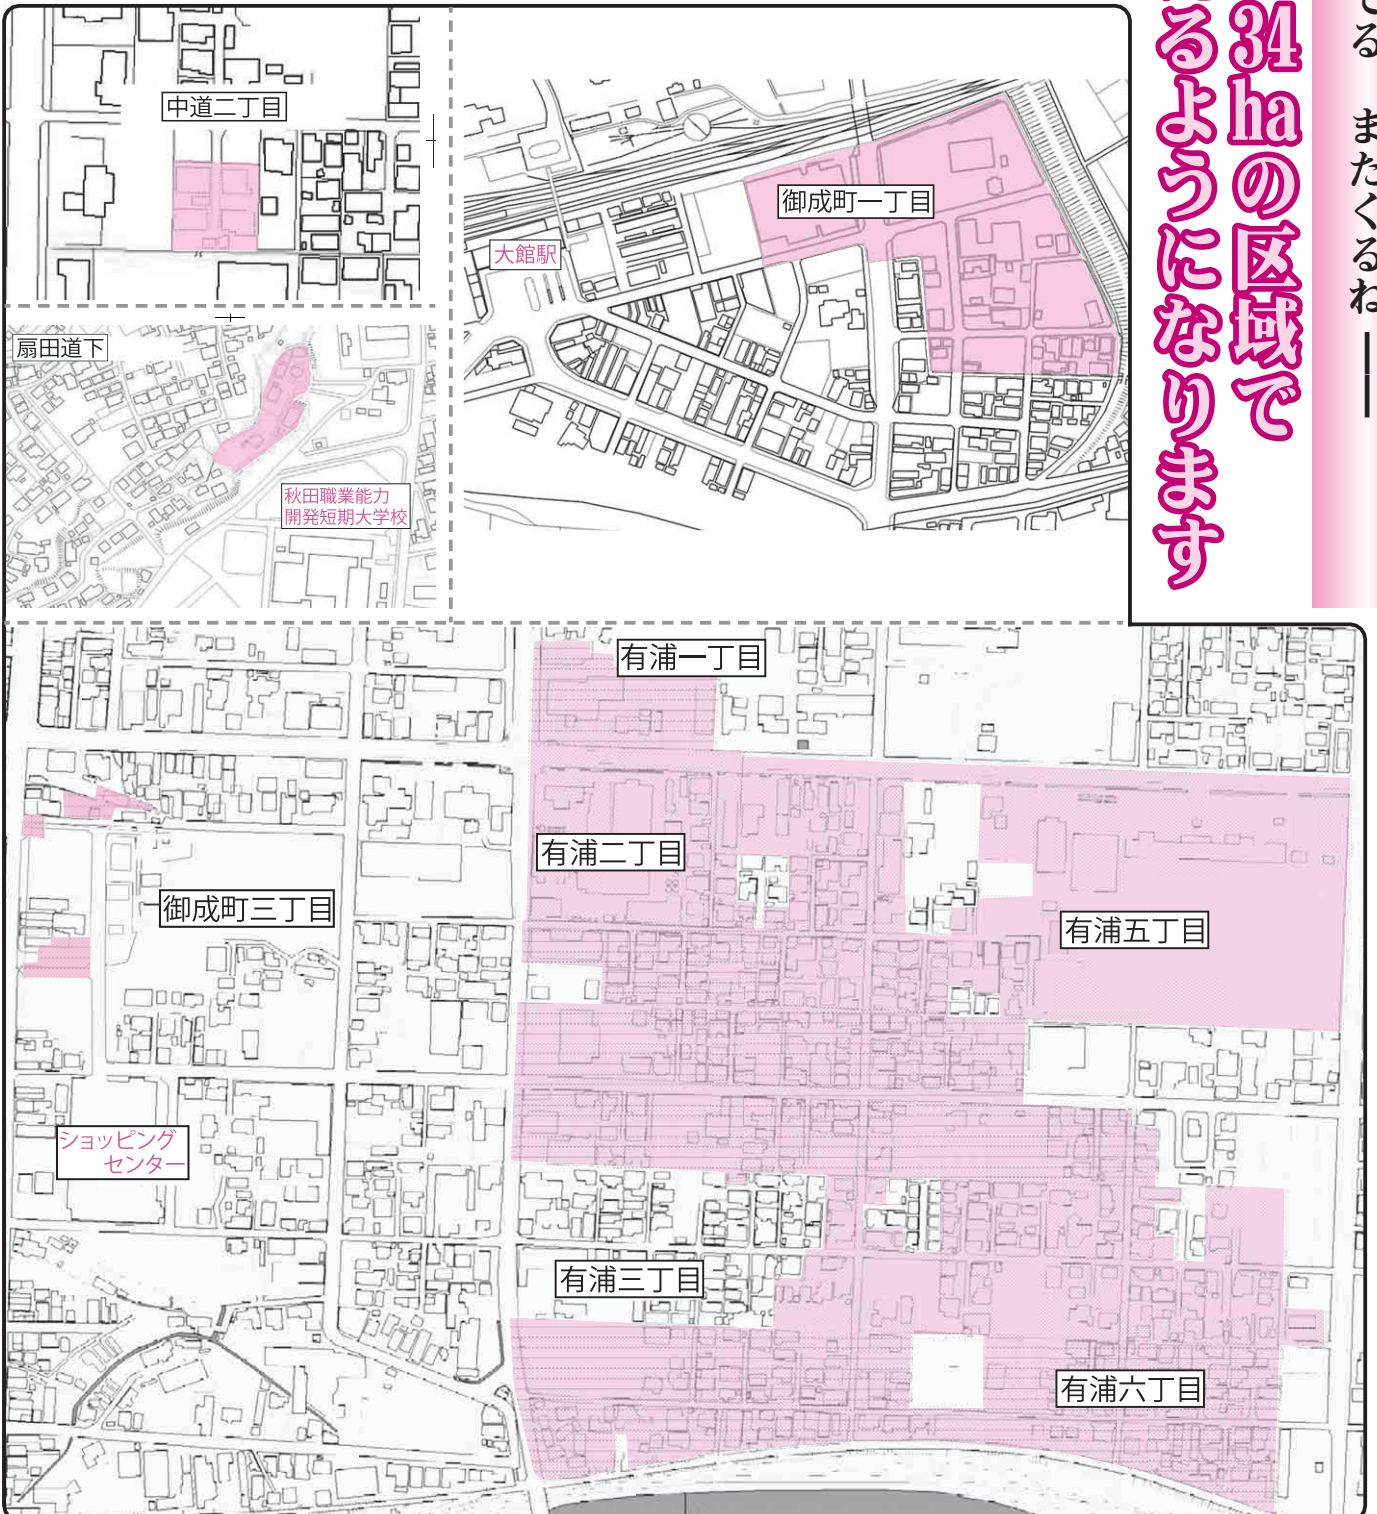 さる またくるね――
34haの区域で
るようになります
中道二丁目
御成町一丁目
大館駅
扇田道下
秋田職業能力
開発短期大学校
有浦一丁目
有浦二丁目
御成町三丁目
有浦五丁目
ショッピング
センター
有浦三丁目
有浦六丁目